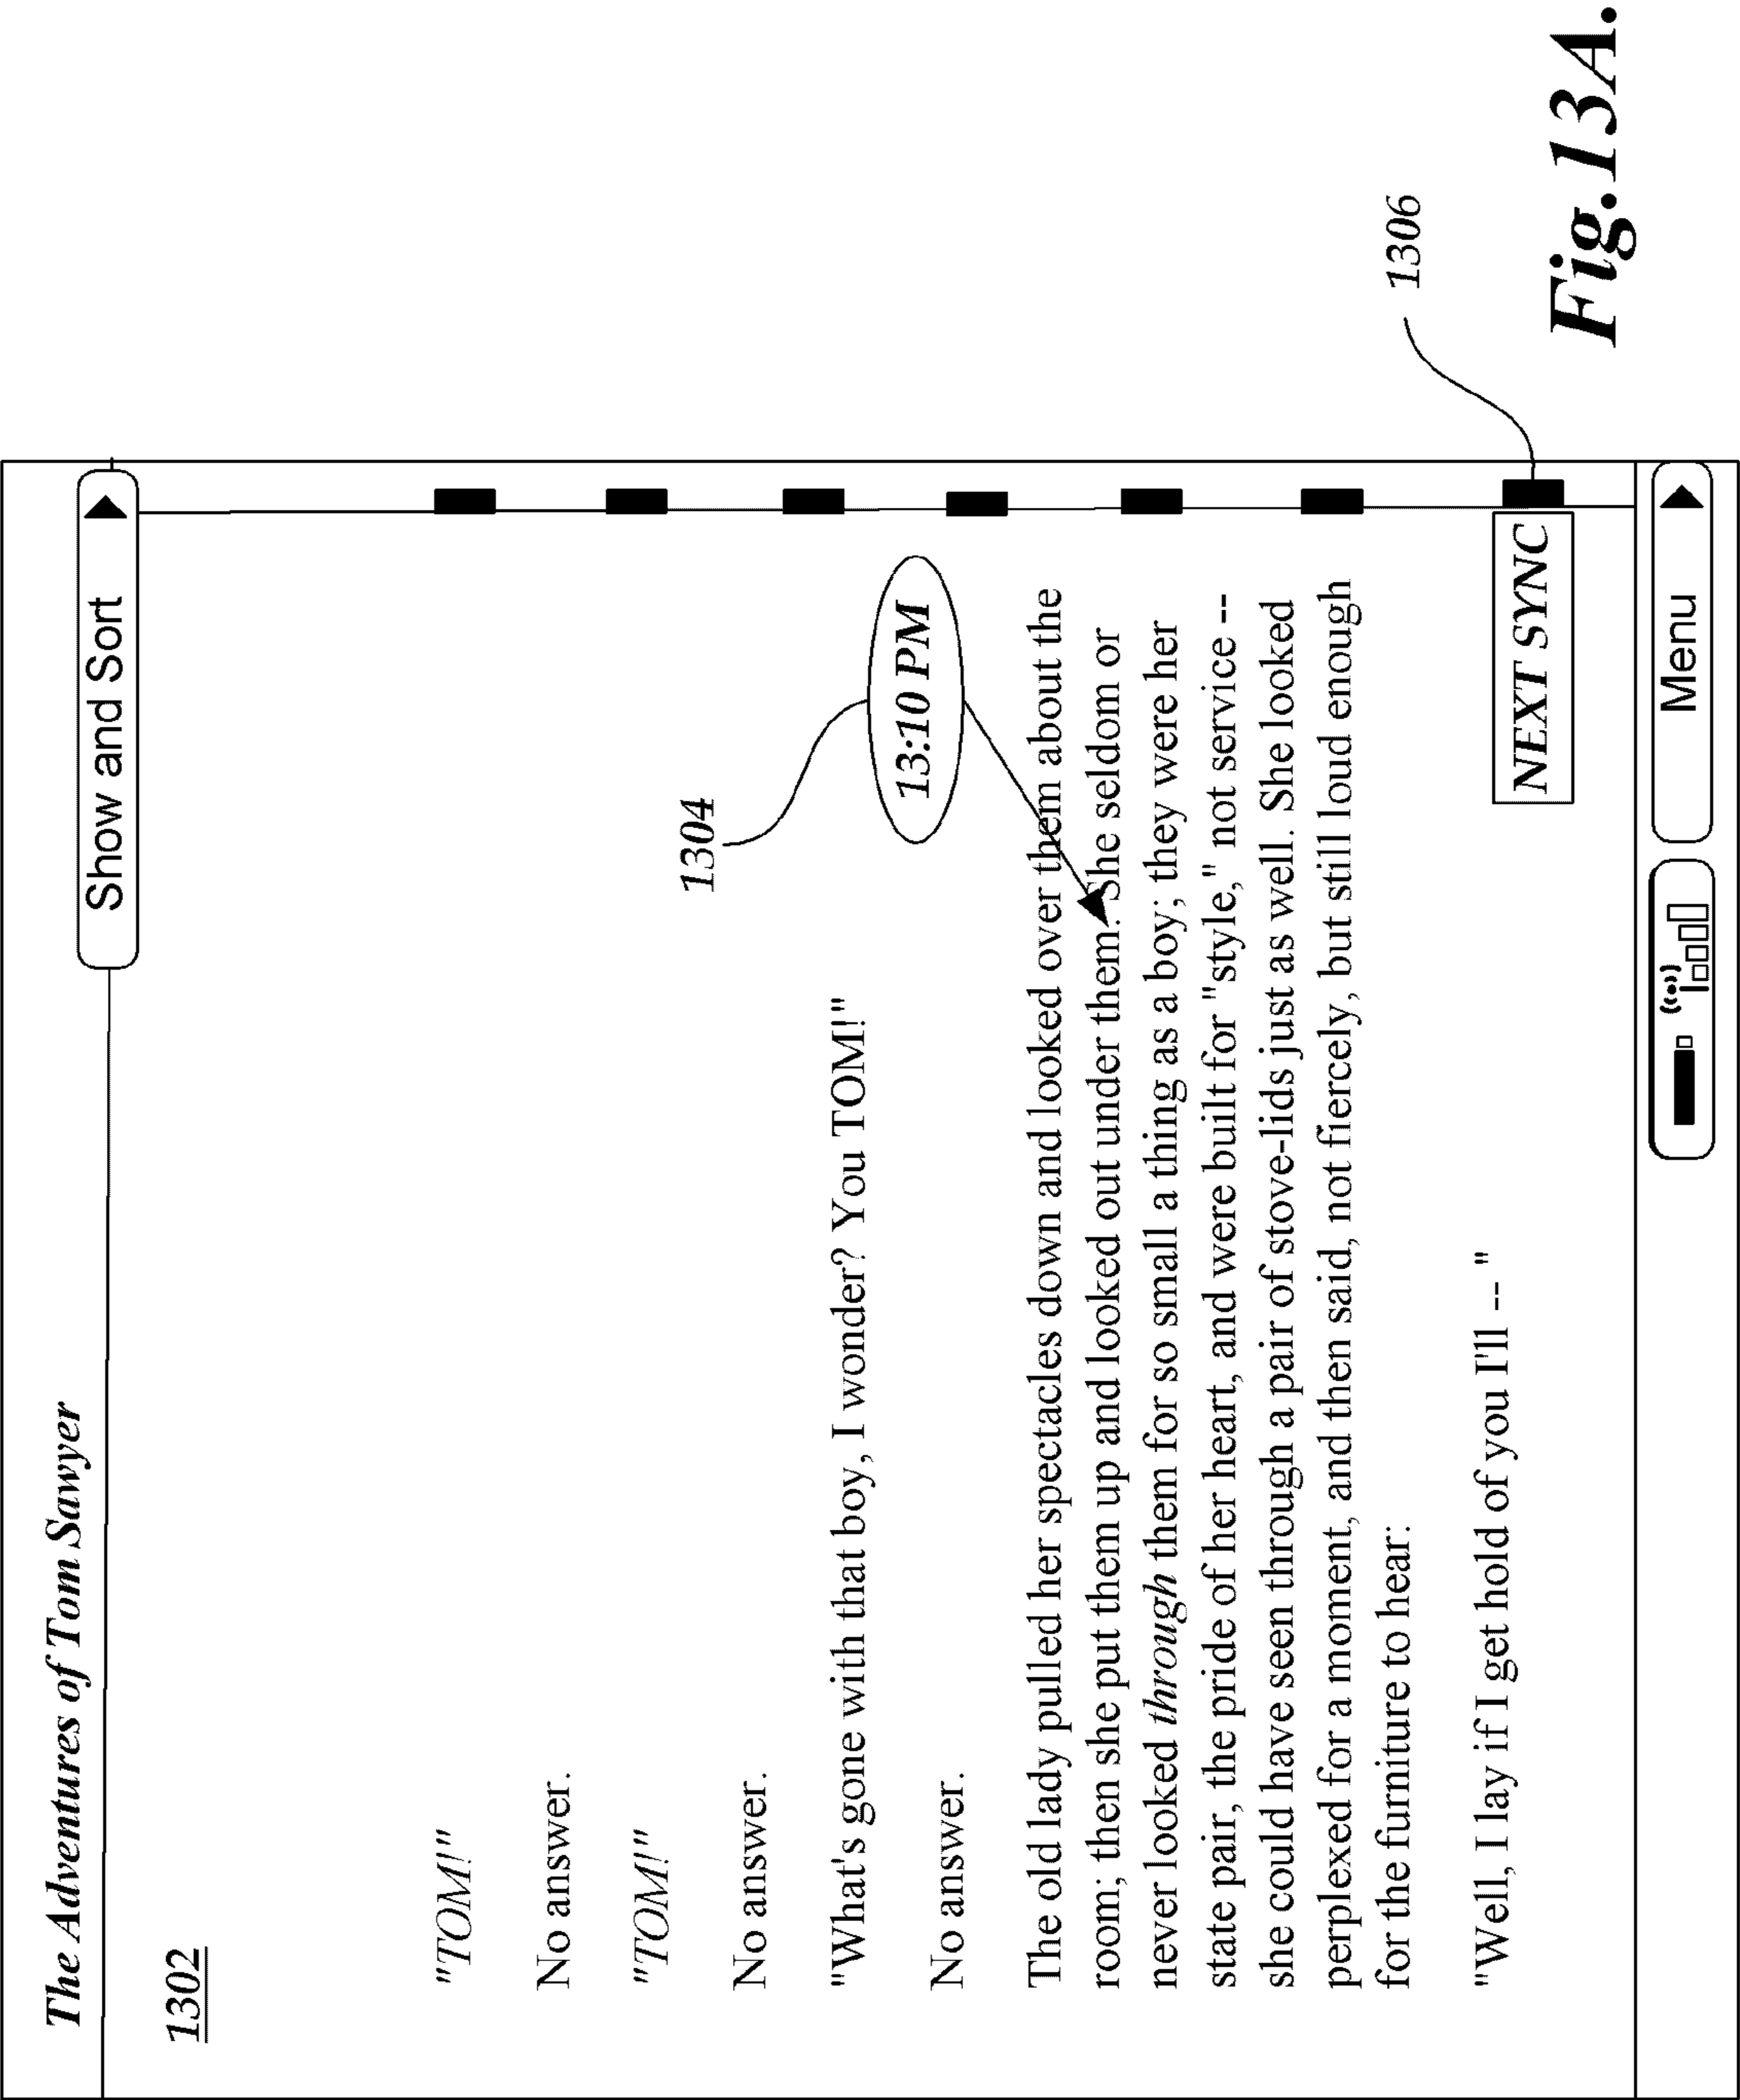 The Adventures of Tom Sawyer
Show and Sort
1302
"TOM!"
No answer.
"TOM!"
1304
No answer.
"What's gone with that boy, I wonder? You TOM!"
13:10 PM
No answer.
The old lady pulled her spectacles down and looked over them about the
room; then she put them up and looked out under them. She seldom or
never looked through them for so small a thing as a boy; they were her
state pair, the pride of her heart, and were built for "style," not service --
she could have seen through a pair of stove-lids just as well. She looked
perplexed for a moment, and then said, not fiercely, but still loud enough
for the furniture to hear:
1306
"Well, I lay if I get hold of you I'll -- "
NEXT SYNC
Menu
Fig.13A.